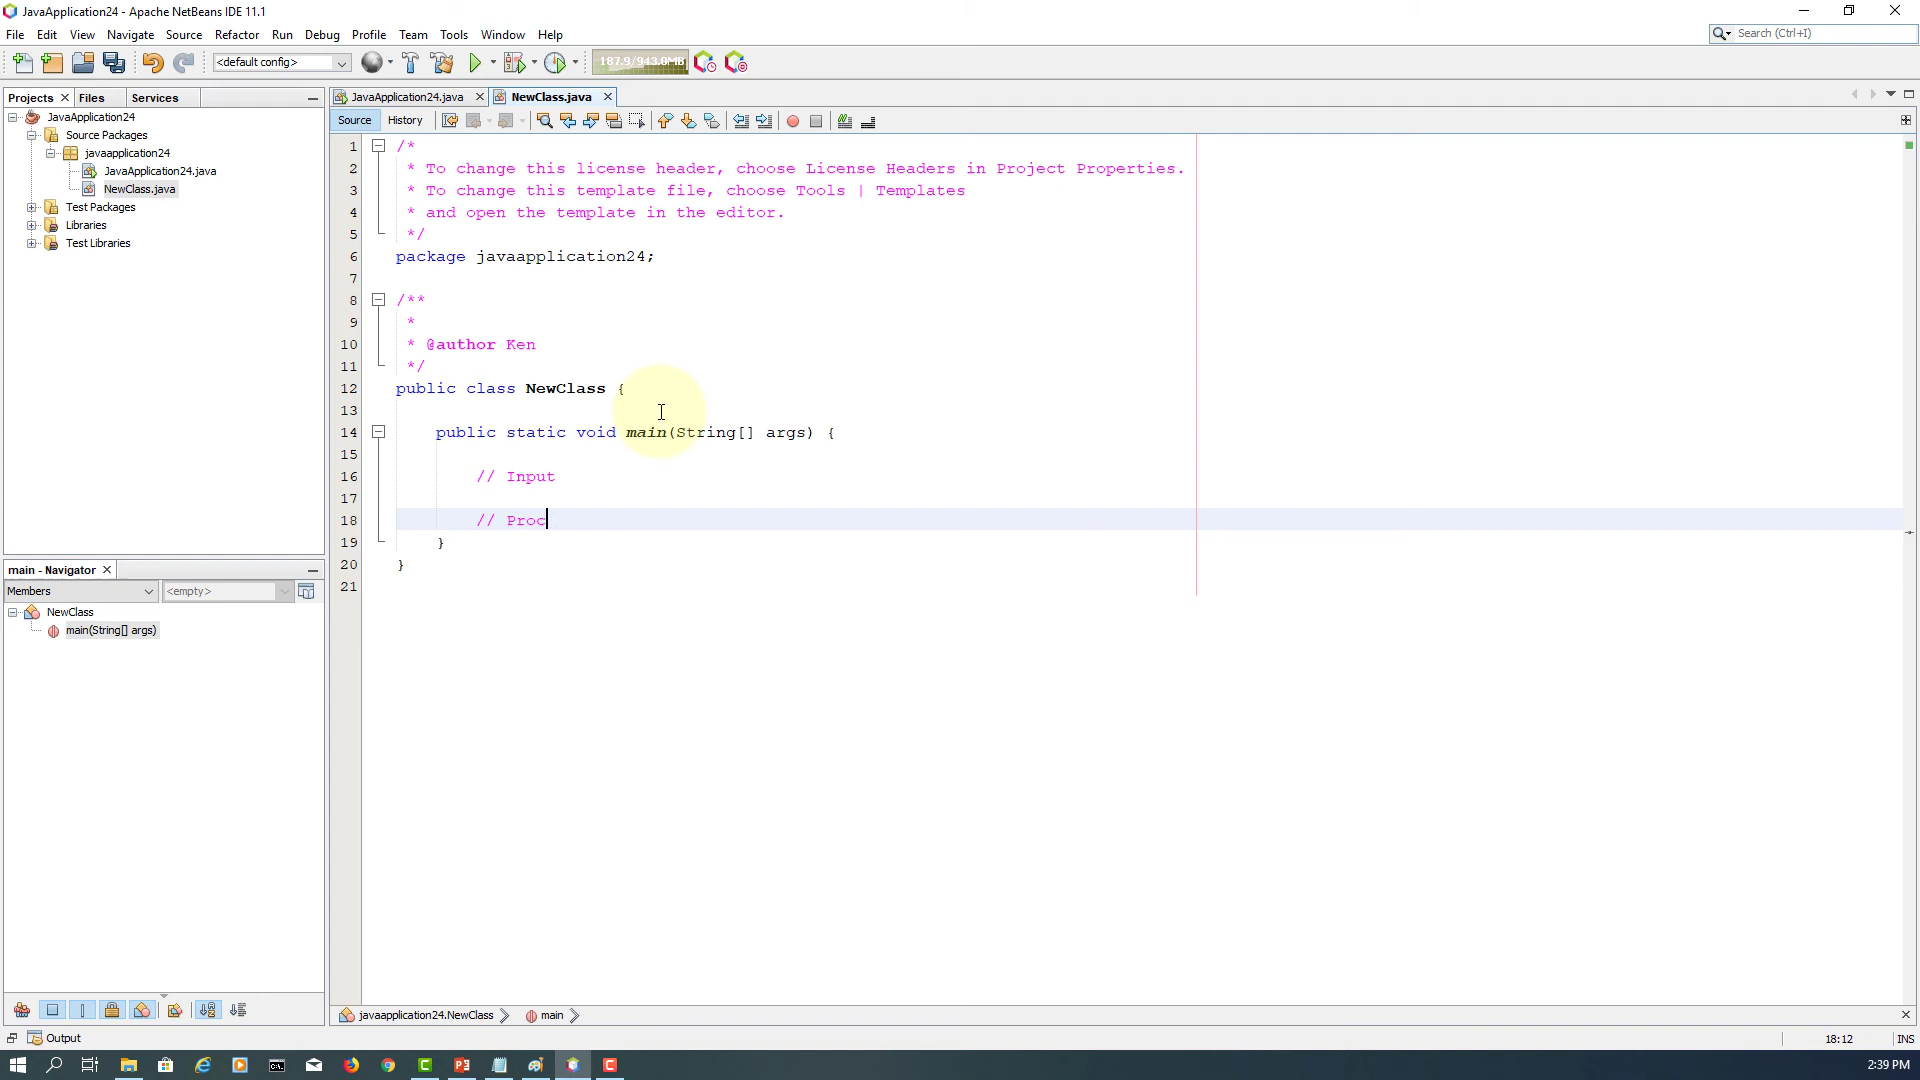 JavaApplication24 - Apache NetBeans IDE 11.1
File Edit View Navigate Source Refactor Run Debug Profile Team Tools Window Help
Search (Ctrl+I)
<default config>
187.9/943.0MB
Projects Files Services
JavaApplication24
Source Packages
javaapplication24
JavaApplication24.java
NewClass.java
Test Packages
Libraries
Test Libraries
JavaApplication24.java NewClass.java
Source History
1 /*
2 * To change this license header, choose License Headers in Project Properties.
3 * To change this template file, choose Tools | Templates
4 * and open the template in the editor.
5 */
6 package javaapplication24;
7
8 /**
9 *
10 * @author Ken
11 */
12 public class NewClass {
13
14 public static void main(String[] args) {
15
16 // Input
17
18 // Proc
19 }
20 }
21
main - Navigator
Members <empty>
NewClass
main(String[] args)
javaapplication24.NewClass main
Output
18:12 INS
2:39 PM